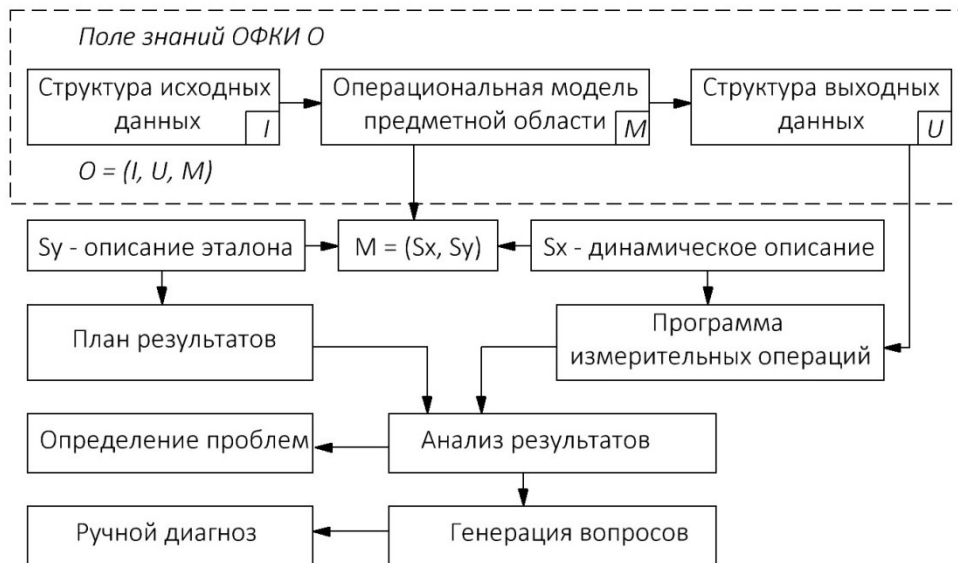 Поле знаний ОФКИ О
Структура исходных
данных
I
Операциональная модель
предметной области
M
Структура выходных
данных
U
O = (I, U, M)
Sy - описание эталона
M = (Sx, Sy)
Sx - динамическое описание
План результатов
Программа
измерительных операций
Определение проблем
Анализ результатов
Ручной диагноз
Генерация вопросов